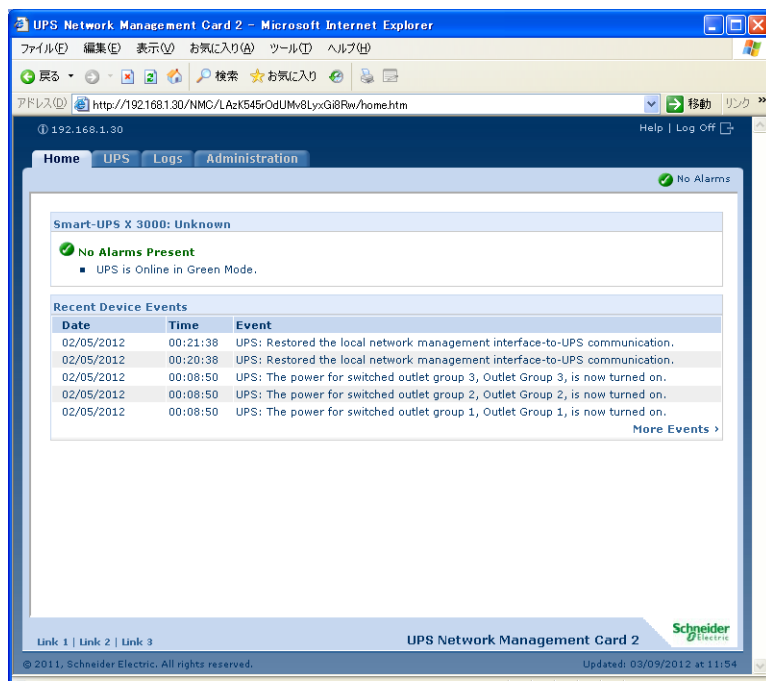 UPS Network Management Card 2 - Microsoft Internet Explorer
ファイル(F) 編集(E) 表示(V) お気に入り(A) ツール(T) ヘルプ(H)
戻る 検索 お気に入り
アドレス(D) http://192.168.1.30/NMC/LAzK545rOdUMv8LyxGi8Rw/home.htm 移動 リンク »
192.168.1.30 Help | Log Off
Home UPS Logs Administration
No Alarms
Smart-UPS X 3000: Unknown
No Alarms Present
UPS is Online in Green Mode.
Recent Device Events
Date Time Event
02/05/2012 00:21:38 UPS: Restored the local network management interface-to-UPS communication.
02/05/2012 00:20:38 UPS: Restored the local network management interface-to-UPS communication.
02/05/2012 00:08:50 UPS: The power for switched outlet group 3, Outlet Group 3, is now turned on.
02/05/2012 00:08:50 UPS: The power for switched outlet group 2, Outlet Group 2, is now turned on.
02/05/2012 00:08:50 UPS: The power for switched outlet group 1, Outlet Group 1, is now turned on.
More Events ›
Link 1 | Link 2 | Link 3 UPS Network Management Card 2 Schneider Electric
© 2011, Schneider Electric. All rights reserved. Updated: 03/09/2012 at 11:54